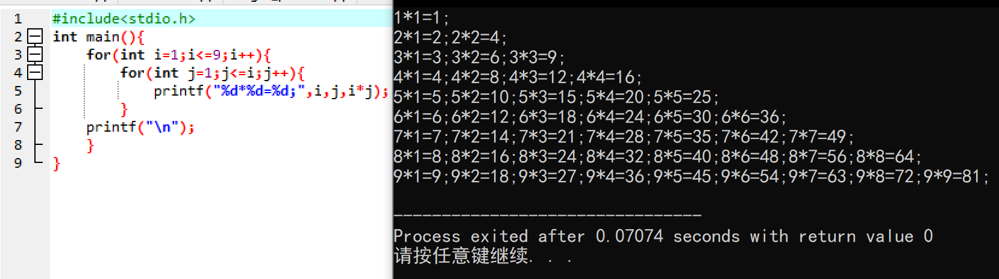 1 #include<stdio.h>
2 int main(){
3 for(int i=1;i<=9;i++){
4 for(int j=1;j<=i;j++){
5 printf("%d*%d=%d;",i,j,i*j);
6 }
7 printf("\n");
8 }
9 }
1*1=1;
2*1=2;2*2=4;
3*1=3;3*2=6;3*3=9;
4*1=4;4*2=8;4*3=12;4*4=16;
5*1=5;5*2=10;5*3=15;5*4=20;5*5=25;
6*1=6;6*2=12;6*3=18;6*4=24;6*5=30;6*6=36;
7*1=7;7*2=14;7*3=21;7*4=28;7*5=35;7*6=42;7*7=49;
8*1=8;8*2=16;8*3=24;8*4=32;8*5=40;8*6=48;8*7=56;8*8=64;
9*1=9;9*2=18;9*3=27;9*4=36;9*5=45;9*6=54;9*7=63;9*8=72;9*9=81;
--------------------------------
Process exited after 0.07074 seconds with return value 0
请按任意键继续. . .